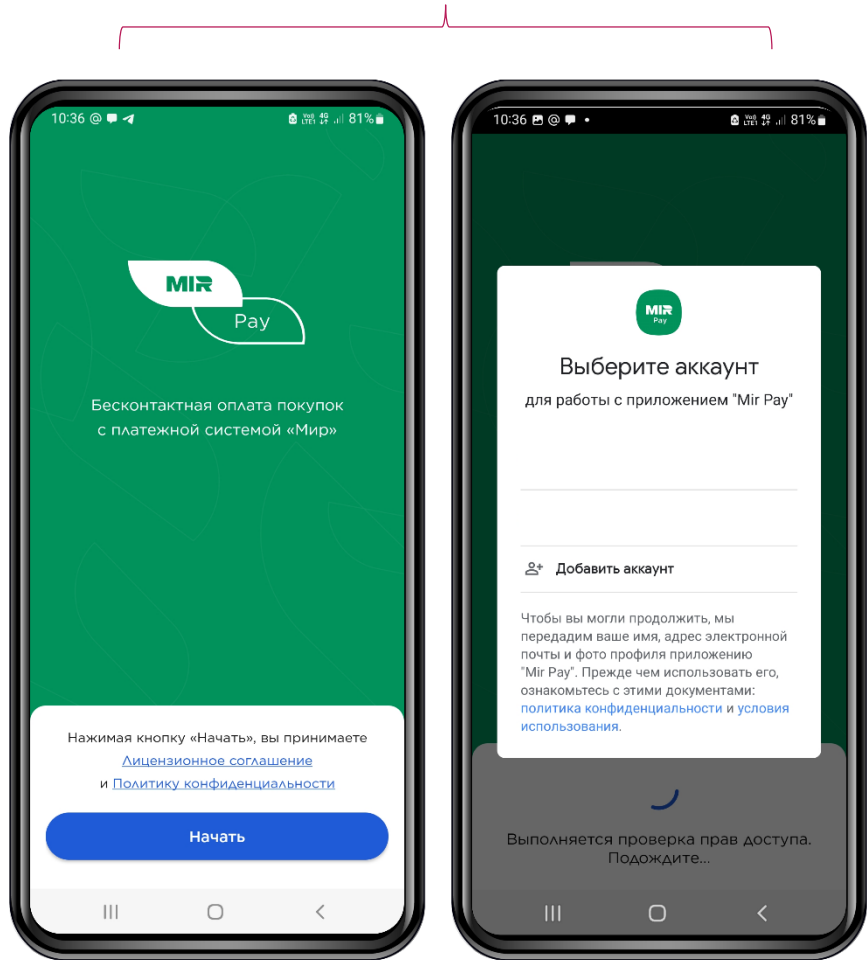 10:36
81%
MIR
Pay
Бесконтактная оплата покупок
с платежной системой «Мир»
Нажимая кнопку «Начать», вы принимаете
Лицензионное соглашение
и Политику конфиденциальности
Начать
10:36
81%
MIR
Pay
Выберите аккаунт
для работы с приложением "Mir Pay"
Добавить аккаунт
Чтобы вы могли продолжить, мы
передадим ваше имя, адрес электронной
почты и фото профиля приложению
"Mir Pay". Прежде чем использовать его,
ознакомьтесь с этими документами:
политика конфиденциальности и условия
использования.
Выполняется проверка прав доступа.
Подождите...